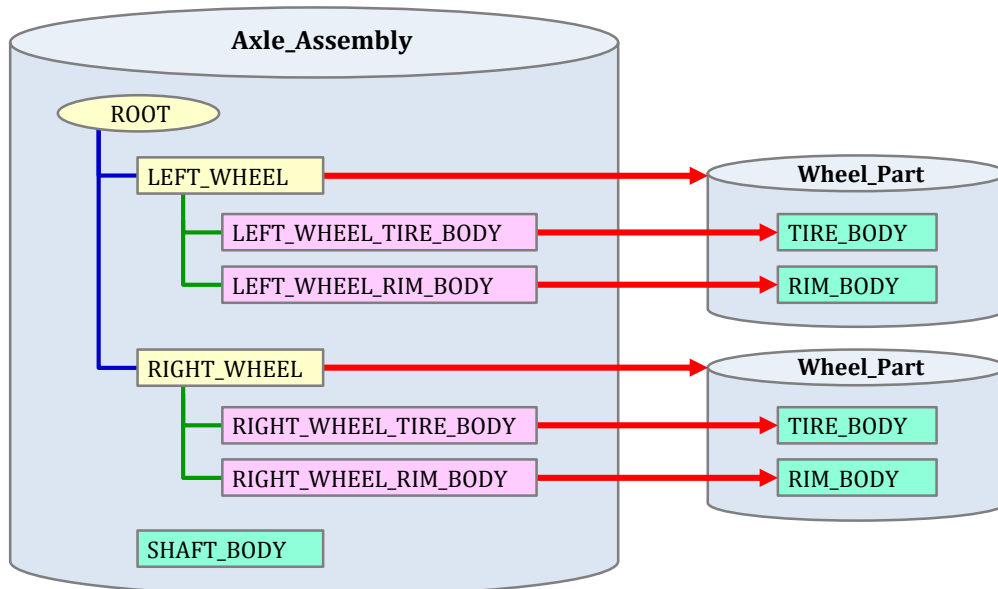 Axle_Assembly
ROOT
LEFT_WHEEL
Wheel_Part
LEFT_WHEEL_TIRE_BODY
TIRE_BODY
LEFT_WHEEL_RIM_BODY
RIM_BODY
RIGHT_WHEEL
Wheel_Part
RIGHT_WHEEL_TIRE_BODY
TIRE_BODY
RIGHT_WHEEL_RIM_BODY
RIM_BODY
SHAFT_BODY